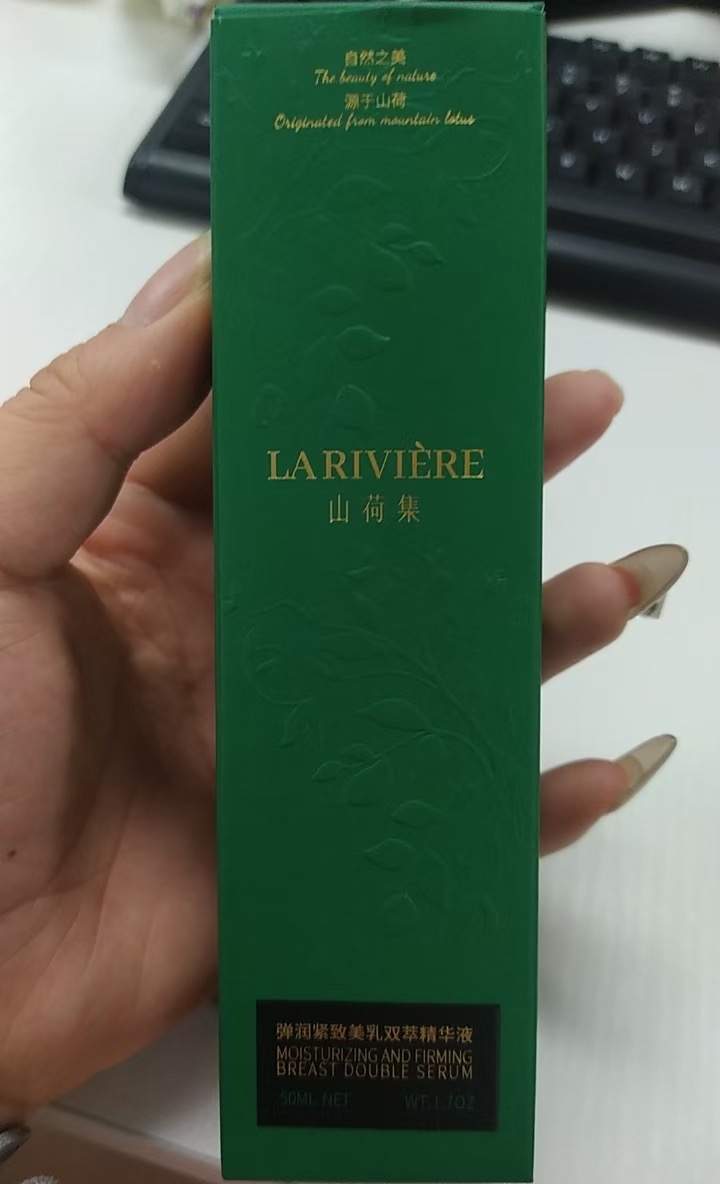 自然之美
The beauty of nature
源于山荷
Originated from mountain lotus
LARIVIÈRE
山荷集
弹润紧致美乳双萃精华液
MOISTURIZING AND FIRMING
BREAST DOUBLE SERUM
50ML NET WT.1.7OZ